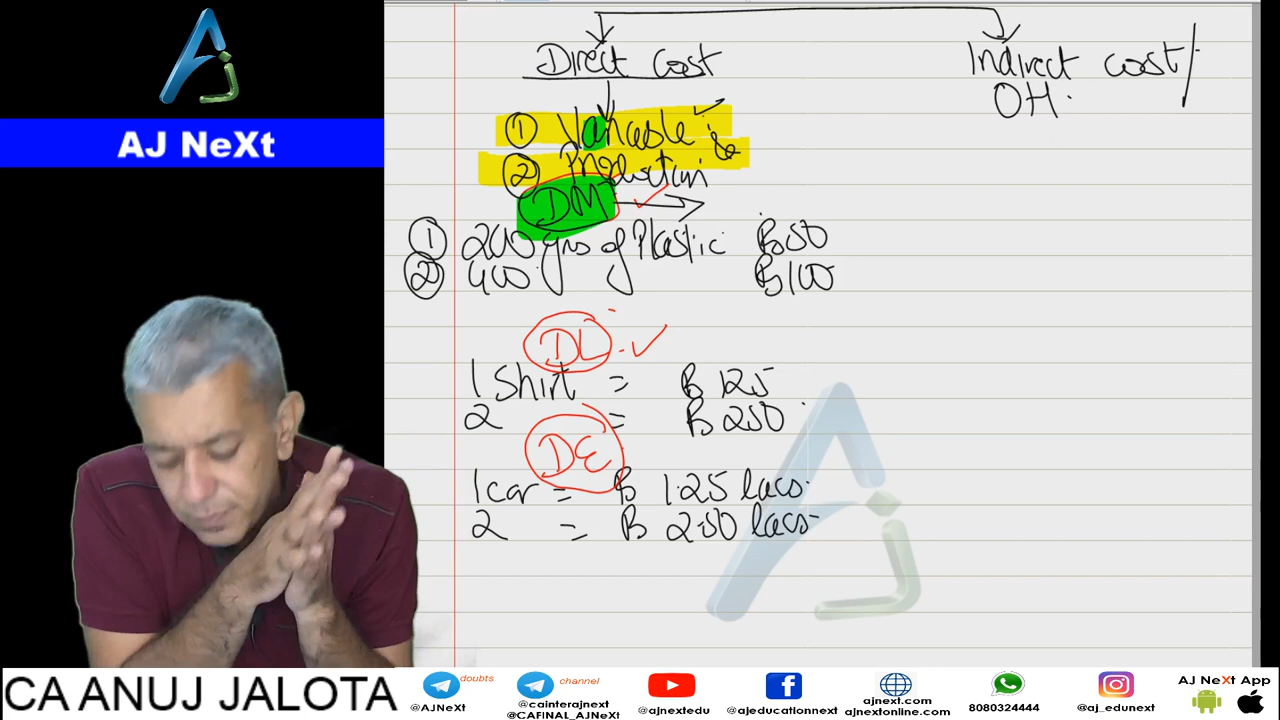 AJ NeXt
Direct Cost
Indirect cost/
OH.
① Variable &
② Production
DM
① 200 gms of Plastic Rs 50
② 400 Rs 100
DL
1 Shirt = Rs 125
2 = Rs 250
DE
1 car = Rs 1.25 lacs
2 = Rs 2.50 lacs
CA ANUJ JALOTA
doubts
@AJNeXt
channel
@cainterajnext
@CAFINAL_AJNeXt
@ajnextedu
@ajeducationnext
ajnext.com
ajnextonline.com
8080324444
@aj_edunext
AJ NeXt App